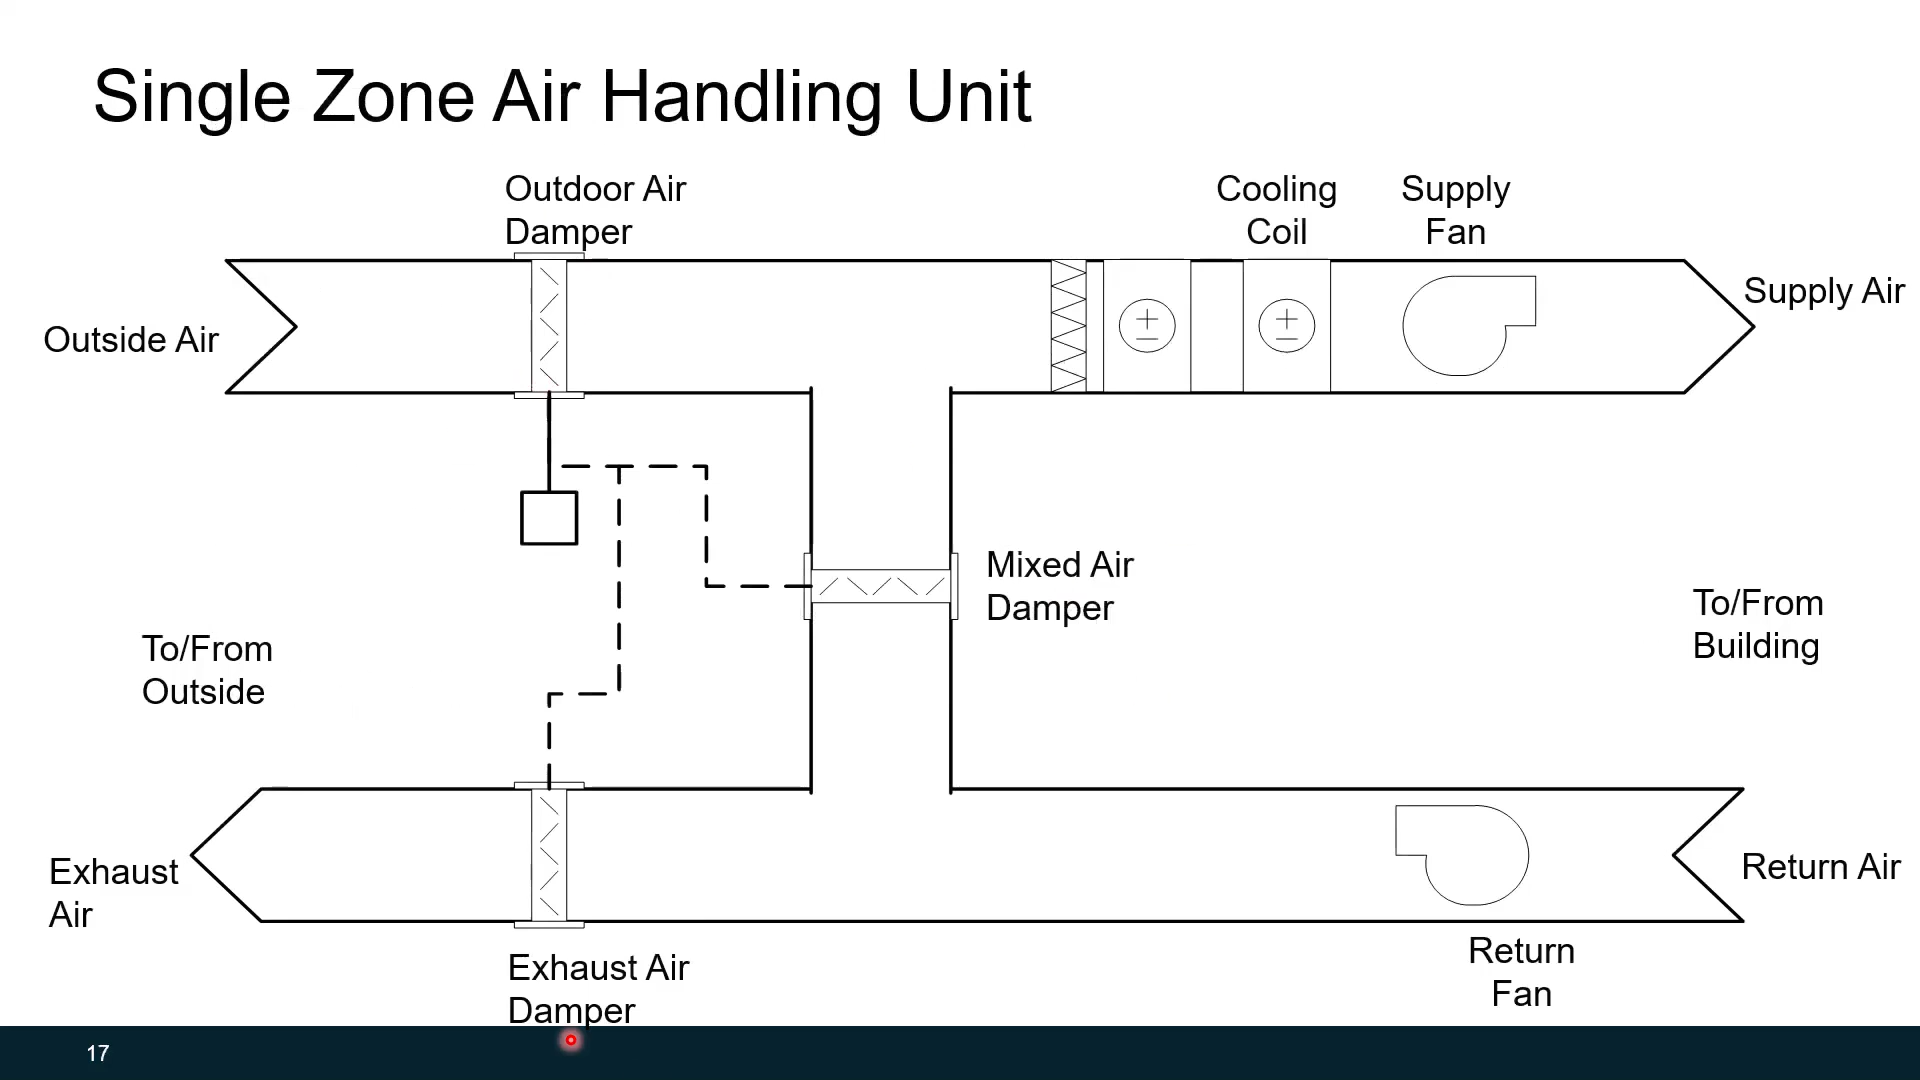 Single Zone Air Handling Unit
Outdoor Air
Damper
Cooling
Coil
Supply
Fan
Supply Air
Outside Air
Mixed Air
Damper
To/From
Building
To/From
Outside
Exhaust
Air
Return Air
Exhaust Air
Damper
Return
Fan
17